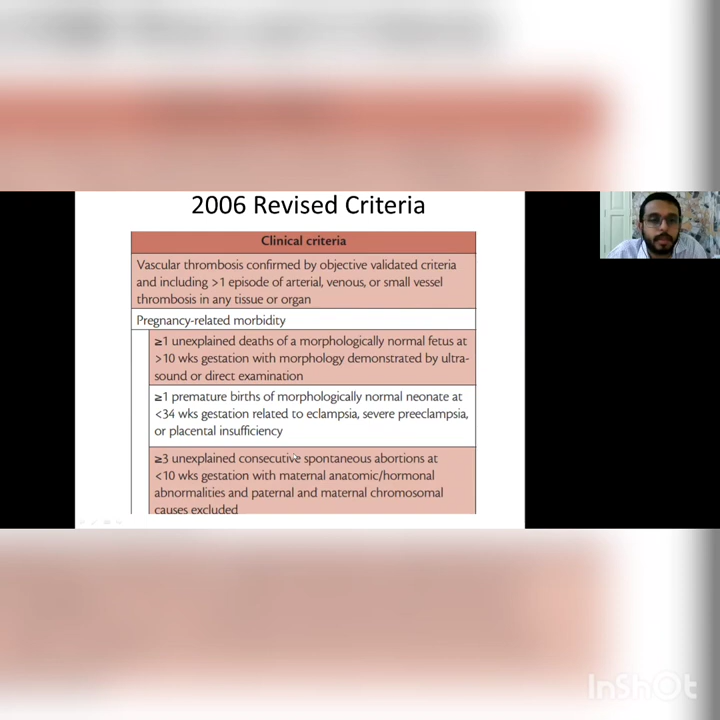 2006 Revised Criteria
Clinical criteria
Vascular thrombosis confirmed by objective validated criteria
and including >1 episode of arterial, venous, or small vessel
thrombosis in any tissue or organ
Pregnancy-related morbidity
≥1 unexplained deaths of a morphologically normal fetus at
>10 wks gestation with morphology demonstrated by ultra-
sound or direct examination
≥1 premature births of morphologically normal neonate at
<34 wks gestation related to eclampsia, severe preeclampsia,
or placental insufficiency
≥3 unexplained consecutive spontaneous abortions at
<10 wks gestation with maternal anatomic/hormonal
abnormalities and paternal and maternal chromosomal
causes excluded
InShOt